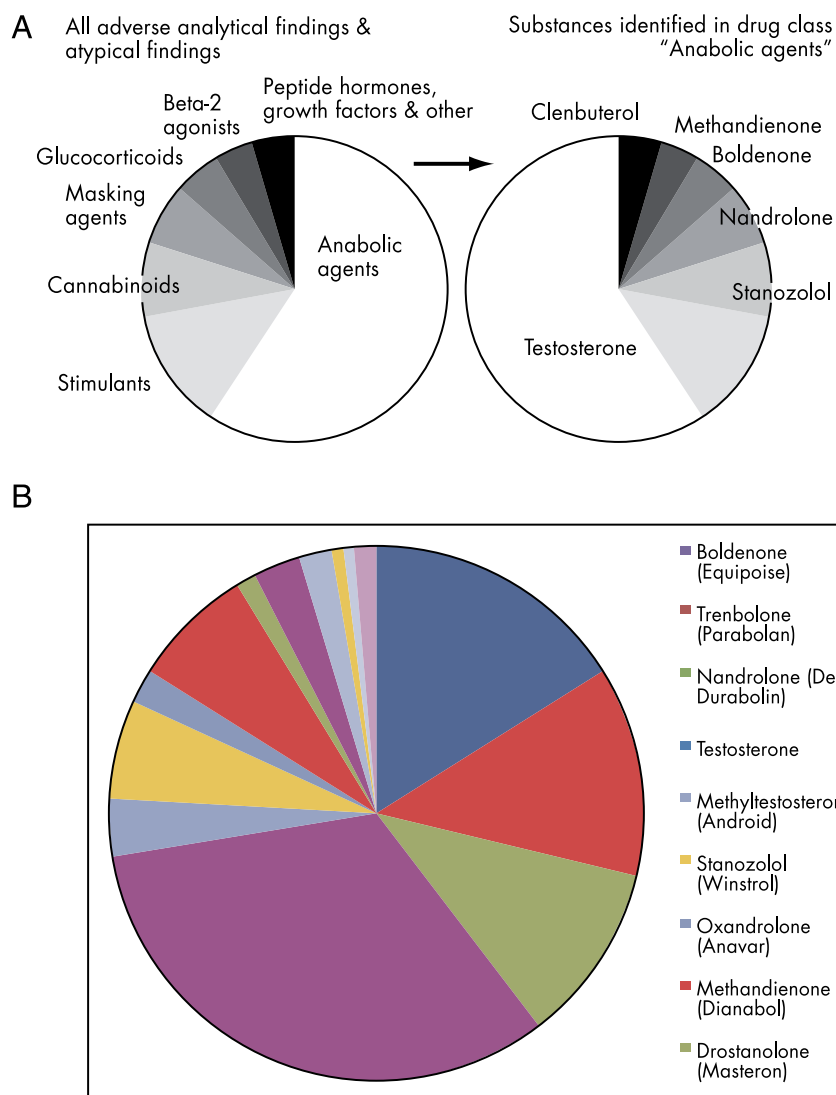 A
All adverse analytical findings &
atypical findings
Substances identified in drug class
“Anabolic agents”
Peptide hormones,
growth factors & other
Beta-2
agonists
Glucocorticoids
Masking
agents
Cannabinoids
Stimulants
Anabolic
agents
Clenbuterol
Methandienone
Boldenone
Nandrolone
Stanozolol
Testosterone
B
Boldenone
(Equipoise)
Trenbolone
(Parabolan)
Nandrolone (De
Durabolin)
Testosterone
Methyltestosteron
(Android)
Stanozolol
(Winstrol)
Oxandrolone
(Anavar)
Methandienone
(Dianabol)
Drostanolone
(Masteron)